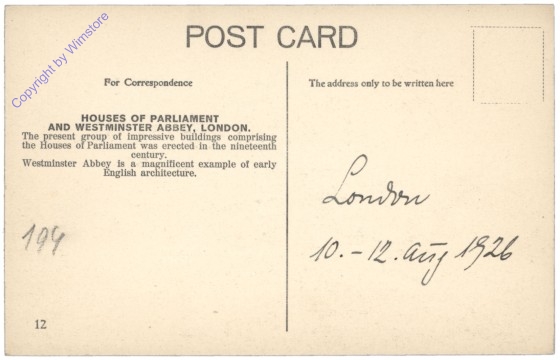 Copyright by Wimstore
POST CARD
For Correspondence
HOUSES OF PARLIAMENT
AND WESTMINSTER ABBEY, LONDON.
The present group of impressive buildings comprising
the Houses of Parliament was erected in the nineteenth
century.
Westminster Abbey is a magnificent example of early
English architecture.
194
12
The address only to be written here
London
10.-12. Aug 1926